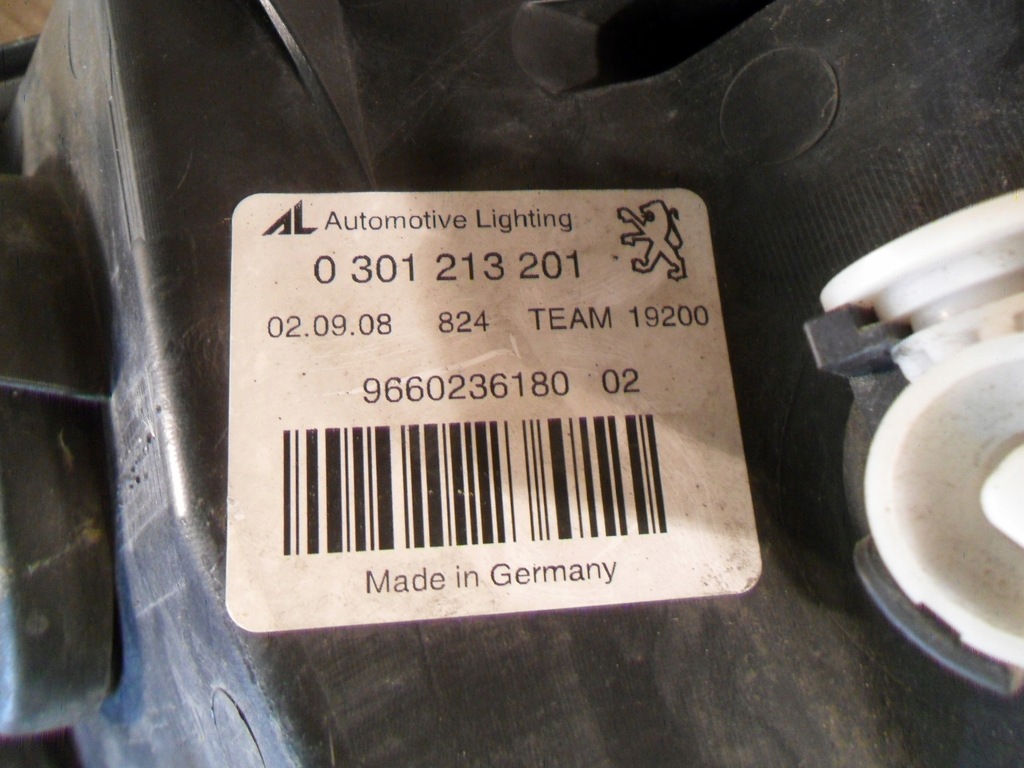 AL Automotive Lighting
0 301 213 201
02.09.08 824 TEAM 19200
9660236180 02
Made in Germany